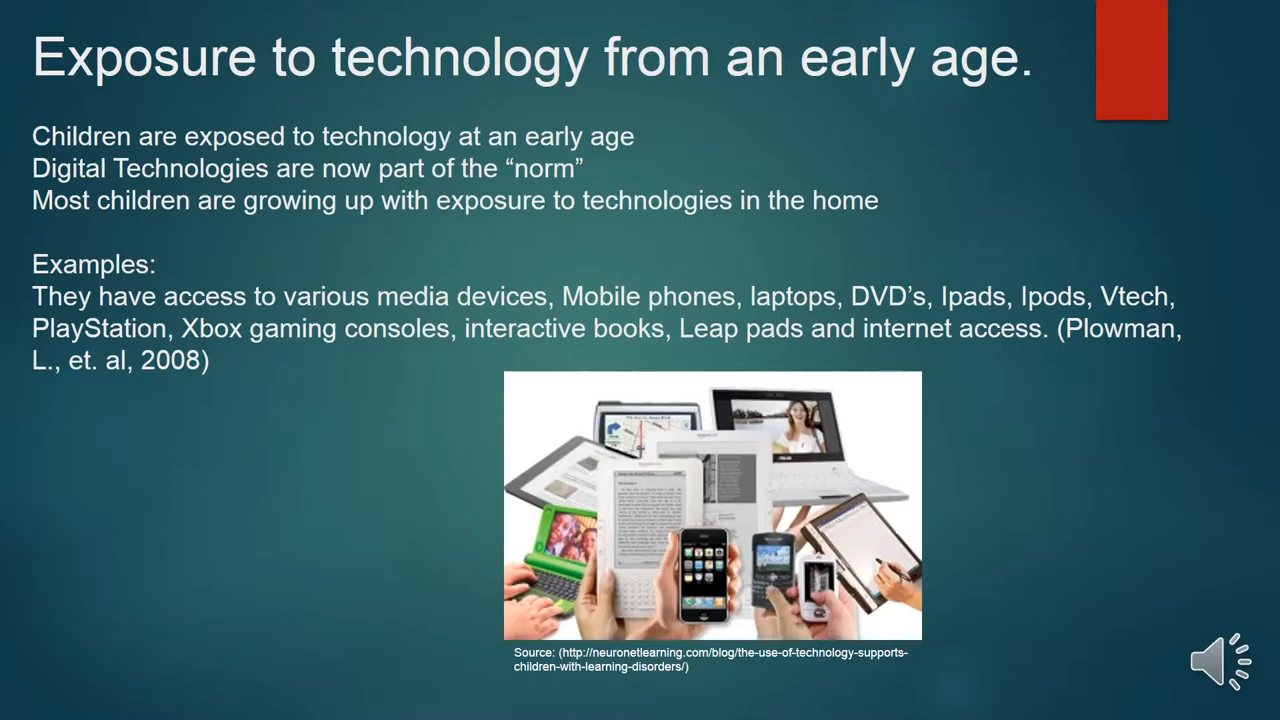 Exposure to technology from an early age.
Children are exposed to technology at an early age
Digital Technologies are now part of the “norm”
Most children are growing up with exposure to technologies in the home
Examples:
They have access to various media devices, Mobile phones, laptops, DVD’s, Ipads, Ipods, Vtech,
PlayStation, Xbox gaming consoles, interactive books, Leap pads and internet access. (Plowman,
L., et. al, 2008)
Source: (http://neuronetlearning.com/blog/the-use-of-technology-supports-
children-with-learning-disorders/)